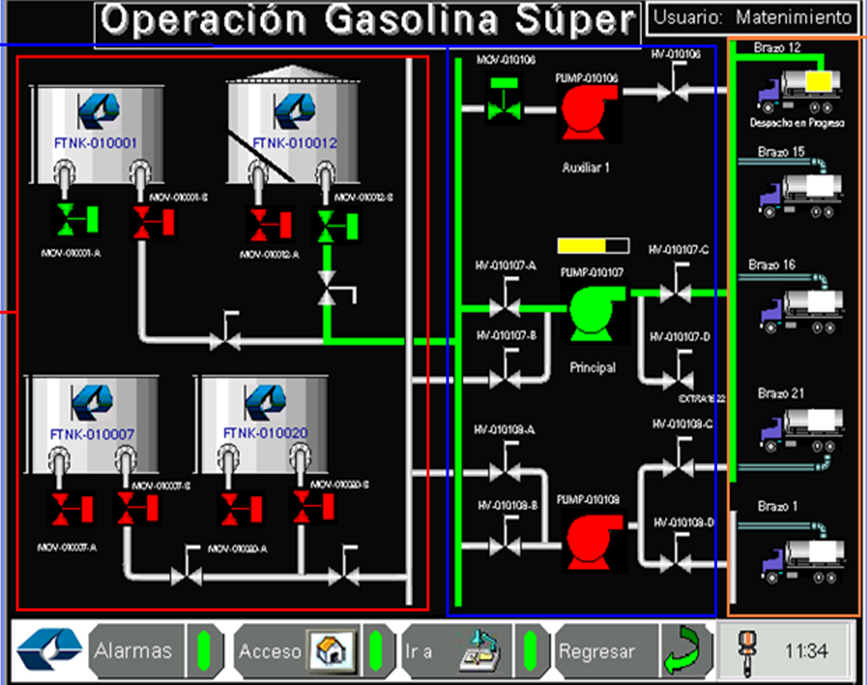 Operación Gasolina Súper
Usuario: Matenimiento
FTNK-010001
FTNK-010012
MOV-010001-A
MOV-010001-B
MOV-010012-A
MOV-010012-B
FTNK-010007
FTNK-010020
MOV-010007-A
MOV-010007-B
MOV-010020-A
MOV-010020-B
MOV-010106
PUMP-010106
HV-010106
Auxiliar 1
HV-010107-A
PUMP-010107
HV-010107-C
HV-010107-B
HV-010107-D
Principal
HV-010108-A
HV-010108-C
HV-010108-B
PUMP-010108
HV-010108-D
Brazo 12
Despacho en Progreso
Brazo 15
Brazo 16
Brazo 21
Brazo 1
Alarmas
Acceso
Ir a
Regresar
11:34